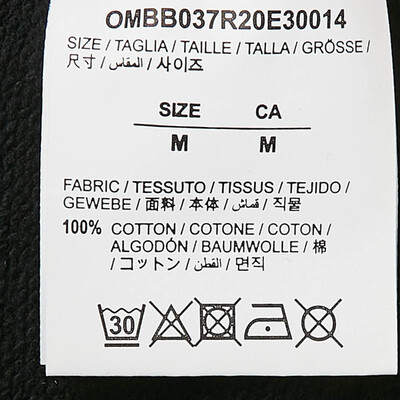 OMBB037R20E30014
SIZE / TAGLIA / TAILLE / TALLA / GRÖSSE /
尺寸 / المقاس / 사이즈
SIZE CA
M M
FABRIC / TESSUTO / TISSUS / TEJIDO /
GEWEBE / 面料 / 本体 / قماش / 직물
100% COTTON / COTONE / COTON /
ALGODÓN / BAUMWOLLE / 棉
/ コットン / القطن / 면직
30